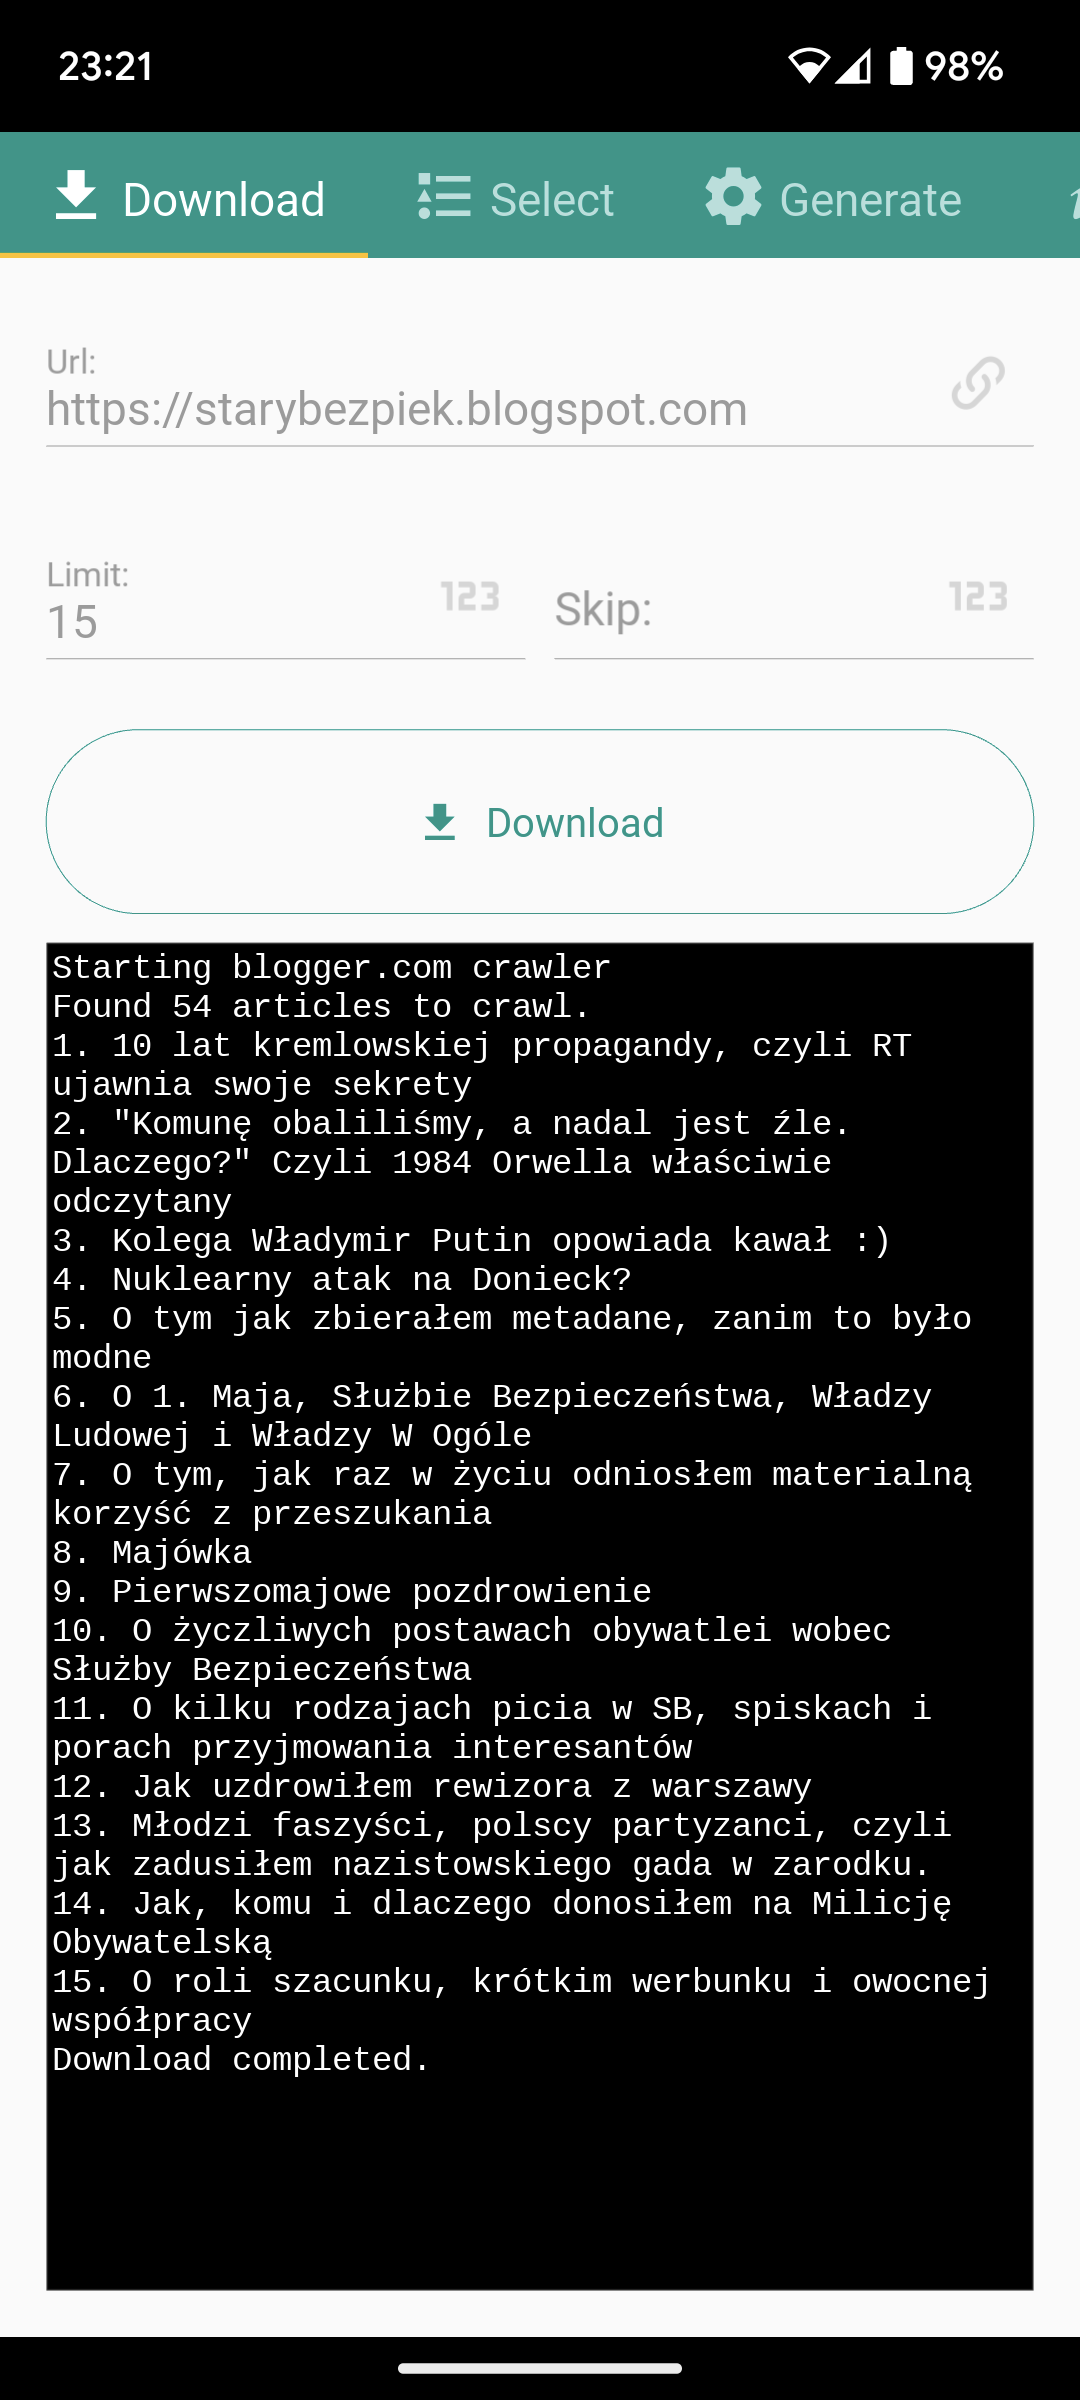 23:21 98%
Download Select Generate
Url:
https://starybezpiek.blogspot.com
Limit:
15 123 Skip: 123
Download
Starting blogger.com crawler
Found 54 articles to crawl.
1. 10 lat kremlowskiej propagandy, czyli RT
ujawnia swoje sekrety
2. "Komunę obaliliśmy, a nadal jest źle.
Dlaczego?" Czyli 1984 Orwella właściwie
odczytany
3. Kolega Władymir Putin opowiada kawał :)
4. Nuklearny atak na Donieck?
5. O tym jak zbierałem metadane, zanim to było
modne
6. O 1. Maja, Służbie Bezpieczeństwa, Władzy
Ludowej i Władzy W Ogóle
7. O tym, jak raz w życiu odniosłem materialną
korzyść z przeszukania
8. Majówka
9. Pierwszomajowe pozdrowienie
10. O życzliwych postawach obywatlei wobec
Służby Bezpieczeństwa
11. O kilku rodzajach picia w SB, spiskach i
porach przyjmowania interesantów
12. Jak uzdrowiłem rewizora z warszawy
13. Młodzi faszyści, polscy partyzanci, czyli
jak zadusiłem nazistowskiego gada w zarodku.
14. Jak, komu i dlaczego donosiłem na Milicję
Obywatelską
15. O roli szacunku, krótkim werbunku i owocnej
współpracy
Download completed.